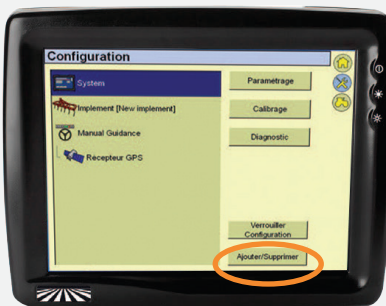 Configuration
System
Parametrage
Implement [New implement]
Calibrage
Manual Guidance
Diagnostic
Récepteur GPS
Verrouiller
Configuration
Ajouter/Supprimer